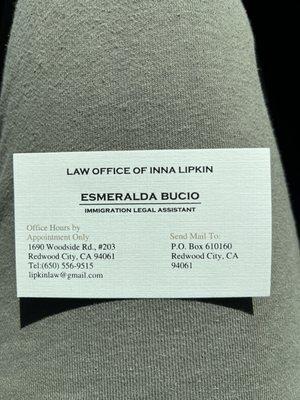 LAW OFFICE OF INNA LIPKIN
ESMERALDA BUCIO
IMMIGRATION LEGAL ASSISTANT
Office Hours by
Appointment Only
1690 Woodside Rd., #203
Redwood City, CA 94061
Tel:(650) 556-9515
lipkinlaw@gmail.com
Send Mail To:
P.O. Box 610160
Redwood City, CA
94061